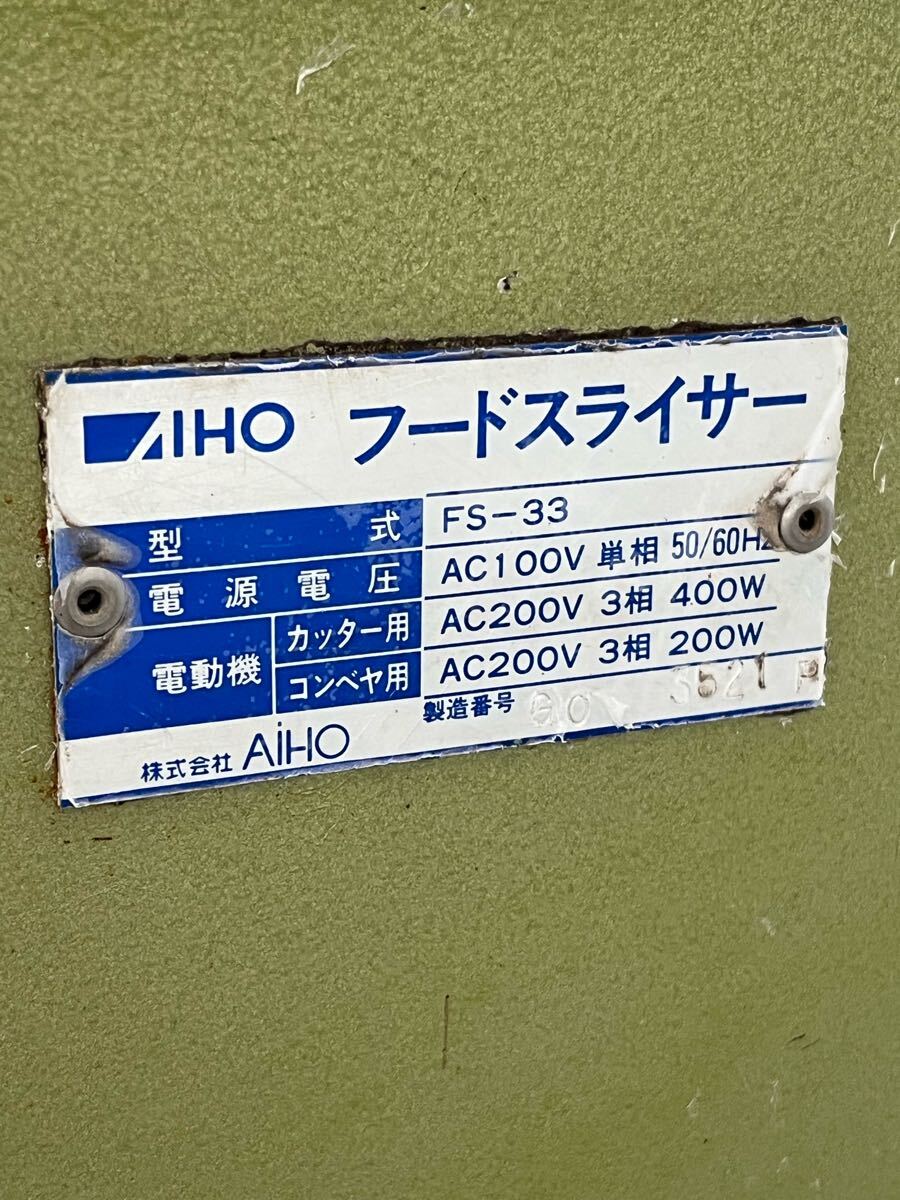 AIHO フードスライサー
型式 FS-33
電源電圧 AC100V 単相 50/60Hz
電動機 カッター用 AC200V 3相 400W
コンベヤ用 AC200V 3相 200W
株式会社 AiHO 製造番号